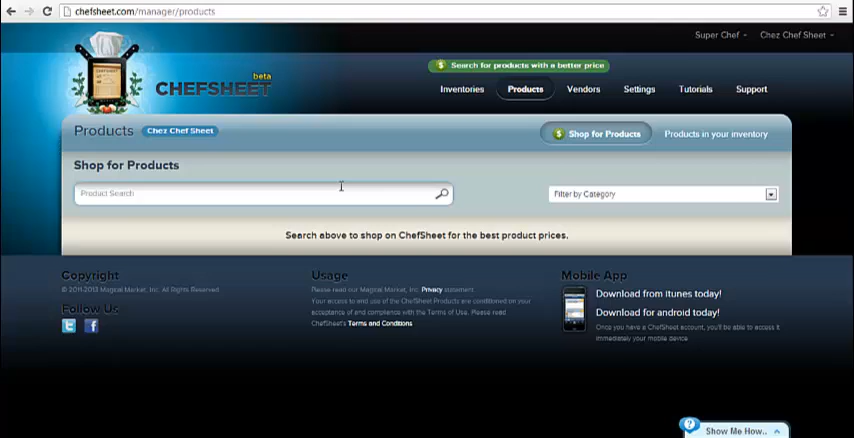 chefsheet.com/manager/products
Super Chef
Chez Chef Sheet
CHEFSHEET
beta
CHEFSHEET
Search for products with a better price
Inventories
Products
Vendors
Settings
Tutorials
Support
Products
Chez Chef Sheet
Shop for Products
Products in your inventory
Shop for Products
Product Search
Filter by Category
Search above to shop on ChefSheet for the best product prices.
Copyright
© 2011-2013 Magical Market, Inc. All Rights Reserved.
Follow Us
Usage
Please read our Magical Market, Inc. Privacy statement.
Your access to and use of the ChefSheet Products are conditioned on your
acceptance of and compliance with the Terms of Use. Please read
ChefSheet's Terms and Conditions
Mobile App
Download from itunes today!
Download for android today!
Once you have a ChefSheet account, you'll be able to access it
immediately your mobile device
Show Me How..